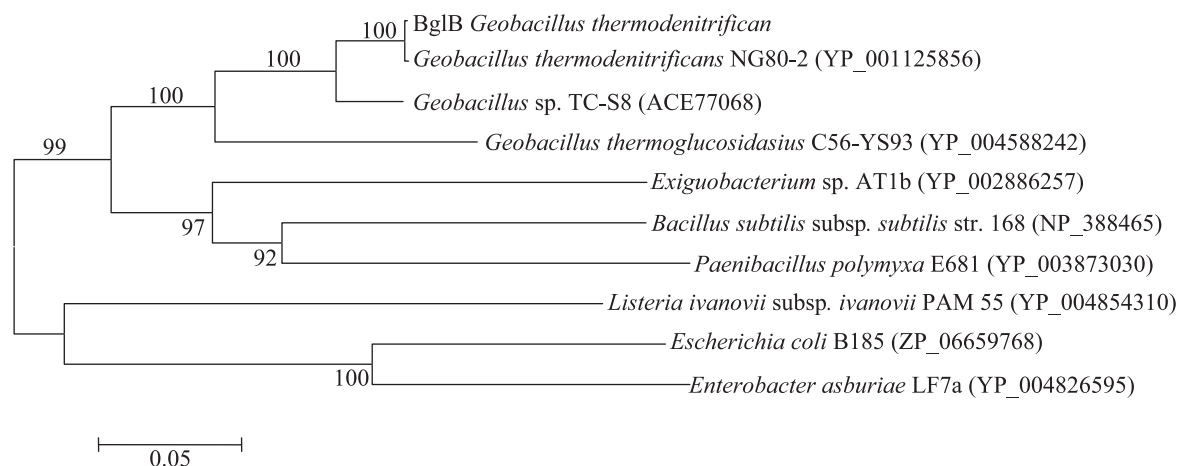 BglB Geobacillus thermodenitrifican
100
Geobacillus thermodenitrificans NG80-2 (YP_001125856)
100
Geobacillus sp. TC-S8 (ACE77068)
100
Geobacillus thermoglucosidasius C56-YS93 (YP_004588242)
99
Exiguobacterium sp. AT1b (YP_002886257)
97
Bacillus subtilis subsp. subtilis str. 168 (NP_388465)
92
Paenibacillus polymyxa E681 (YP_003873030)
Listeria ivanovii subsp. ivanovii PAM 55 (YP_004854310)
Escherichia coli B185 (ZP_06659768)
100
Enterobacter asburiae LF7a (YP_004826595)
0.05